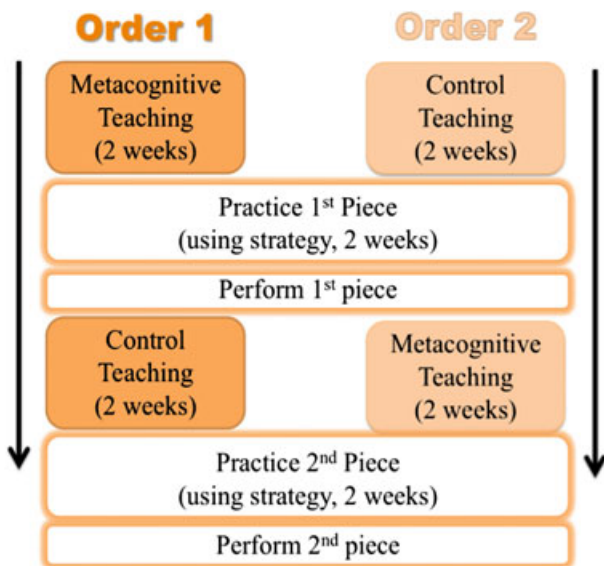 Order 1
Order 2
Metacognitive
Teaching
(2 weeks)
Control
Teaching
(2 weeks)
Practice 1st Piece
(using strategy, 2 weeks)
Perform 1st piece
Control
Teaching
(2 weeks)
Metacognitive
Teaching
(2 weeks)
Practice 2nd Piece
(using strategy, 2 weeks)
Perform 2nd piece